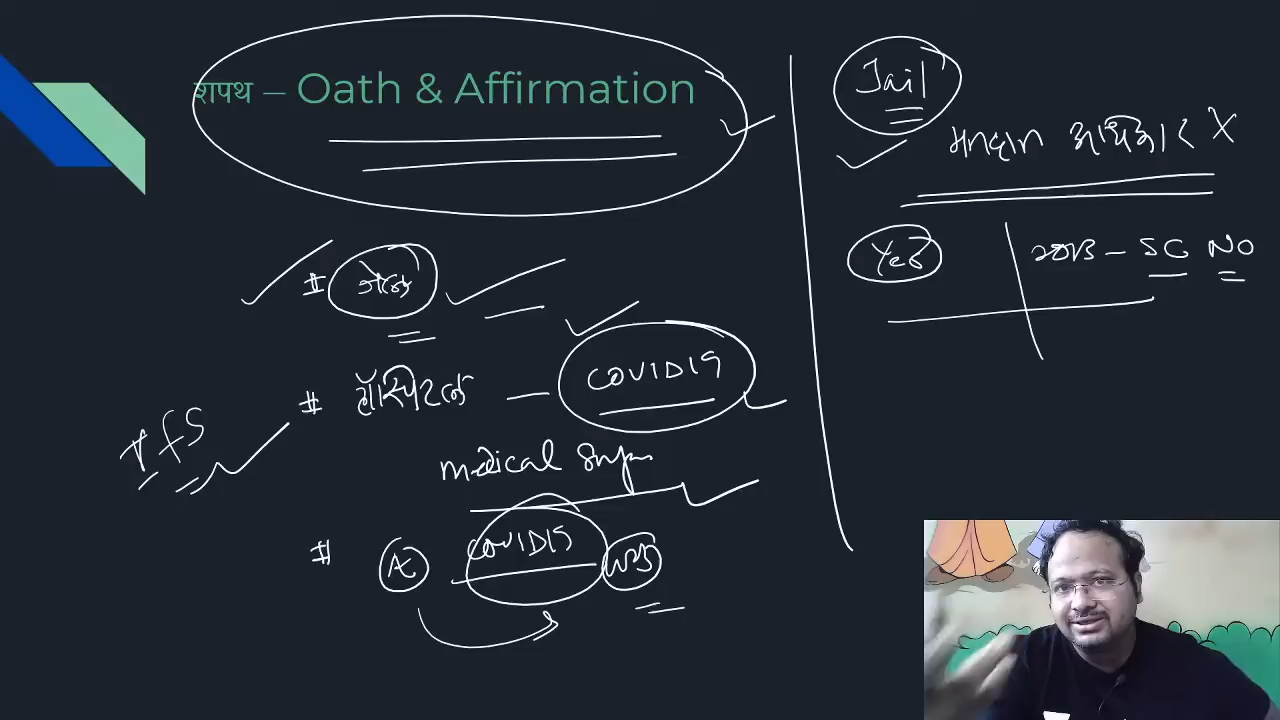 शपथ – Oath & Affirmation
# जेल
# हॉस्पिटल – COVID19
medical
# COVID19
Jail
मतदान अधिकार X
Yes
2013 – SC NO